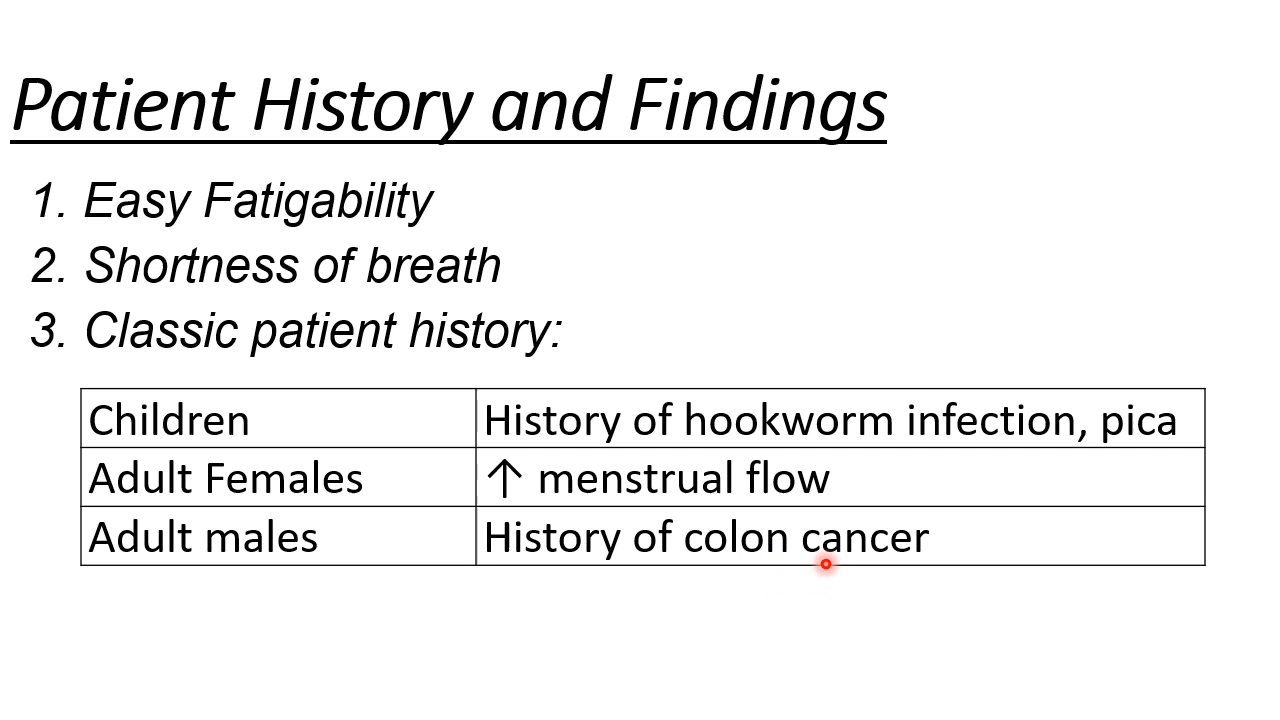 Patient History and Findings
1. Easy Fatigability
2. Shortness of breath
3. Classic patient history:
Children History of hookworm infection, pica
Adult Females ↑ menstrual flow
Adult males History of colon cancer